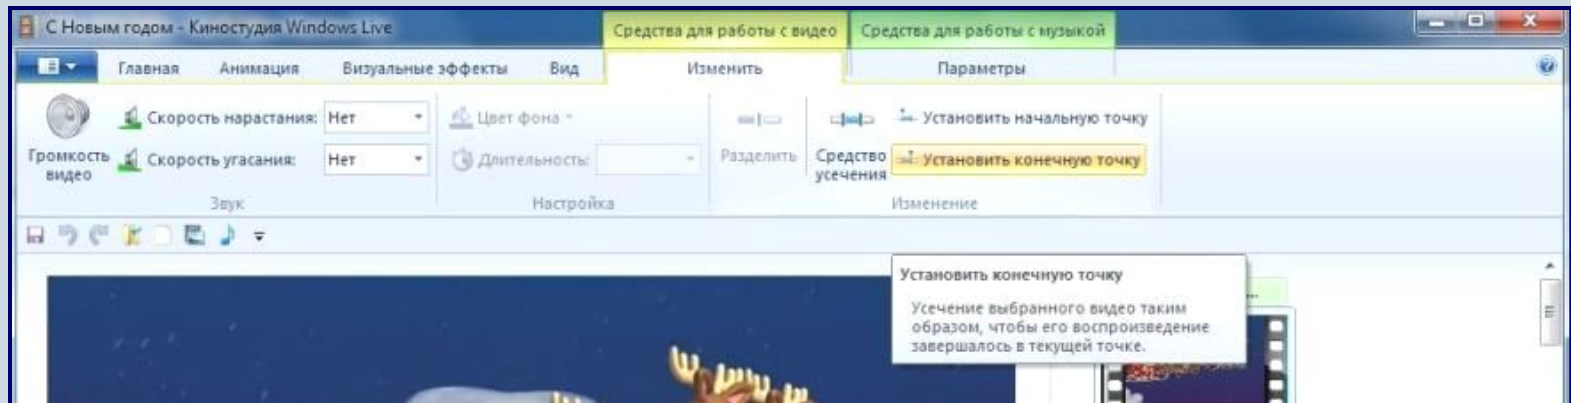 С Новым годом - Киностудия Windows Live
Средства для работы с видео
Средства для работы с музыкой
Главная
Анимация
Визуальные эффекты
Вид
Изменить
Параметры
Громкость видео
Скорость нарастания: Нет
Скорость угасания: Нет
Звук
Цвет фона
Длительность:
Настройка
Разделить
Средство усечения
Установить начальную точку
Установить конечную точку
Изменение
Установить конечную точку
Усечение выбранного видео таким
образом, чтобы его воспроизведение
завершалось в текущей точке.
...